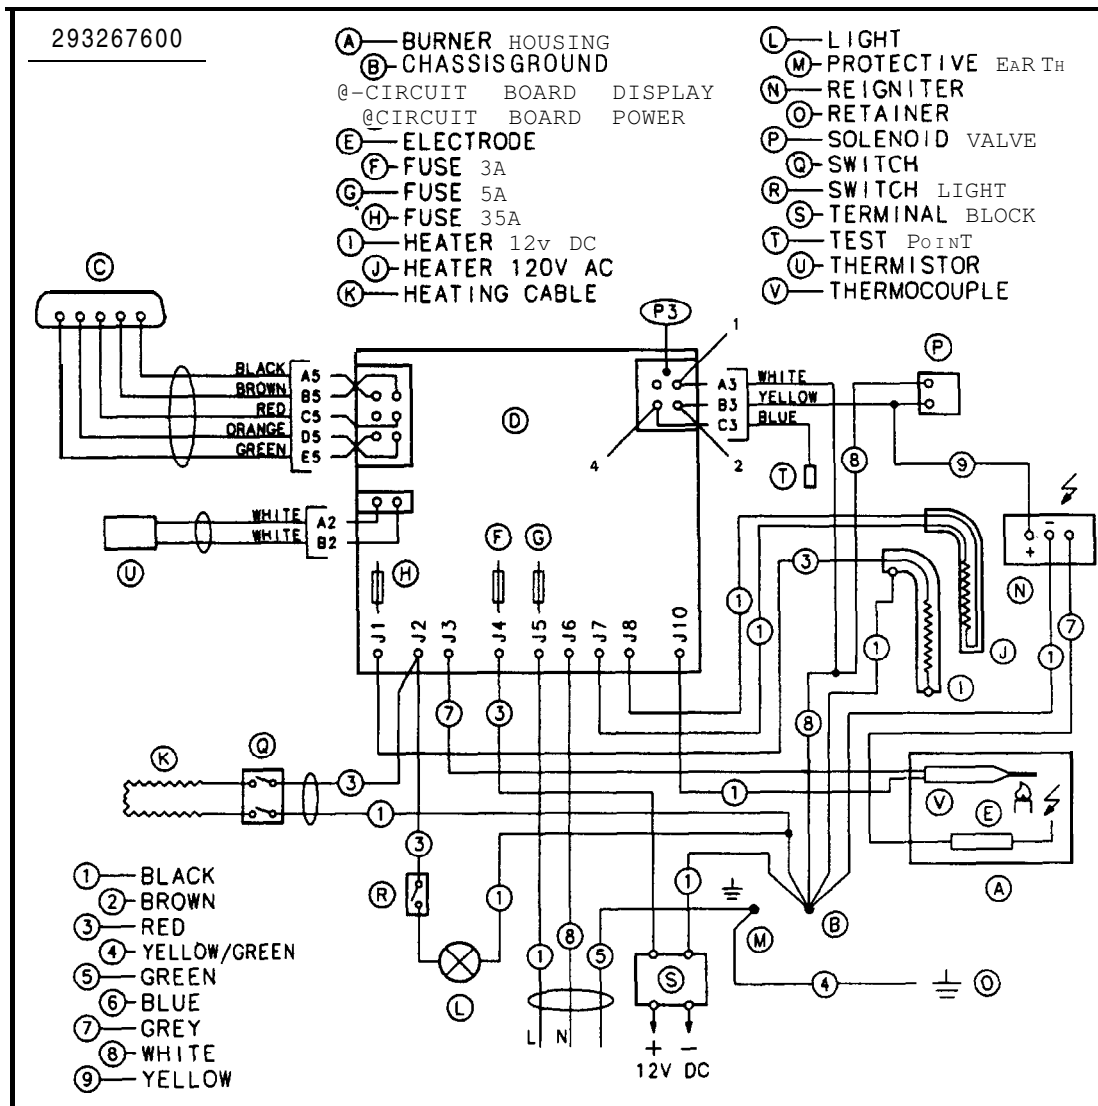 293267600
A BURNER HOUSING
B CHASSIS GROUND
@-CIRCUIT BOARD DISPLAY
@CIRCUIT BOARD POWER
E ELECTRODE
F FUSE 3A
G FUSE 5A
H FUSE 35A
I HEATER 12v DC
J HEATER 120V AC
K HEATING CABLE
L LIGHT
M PROTECTIVE EARTH
N REIGNITER
O RETAINER
P SOLENOID VALVE
Q SWITCH
R SWITCH LIGHT
S TERMINAL BLOCK
T TEST POINT
U THERMISTOR
V THERMOCOUPLE
C
P3
1
P
BLACK A5
BROWN B5
RED C5
ORANGE D5
GREEN E5
D
A3 WHITE
B3 YELLOW
C3 BLUE
4
2
T
8
9
WHITE A2
WHITE B2
U
H
F
G
3
1
1
1
+
-
N
J
I
1
7
J1
J2
J3
J4
J5
J6
J7
J8
J10
7
3
8
K
Q
3
1
1
V
E
A
3
R
1
1
L
1
8
5
M
B
S
4
O
L
N
+
-
12V DC
1 BLACK
2 BROWN
3 RED
4 YELLOW/GREEN
5 GREEN
6 BLUE
7 GREY
8 WHITE
9 YELLOW